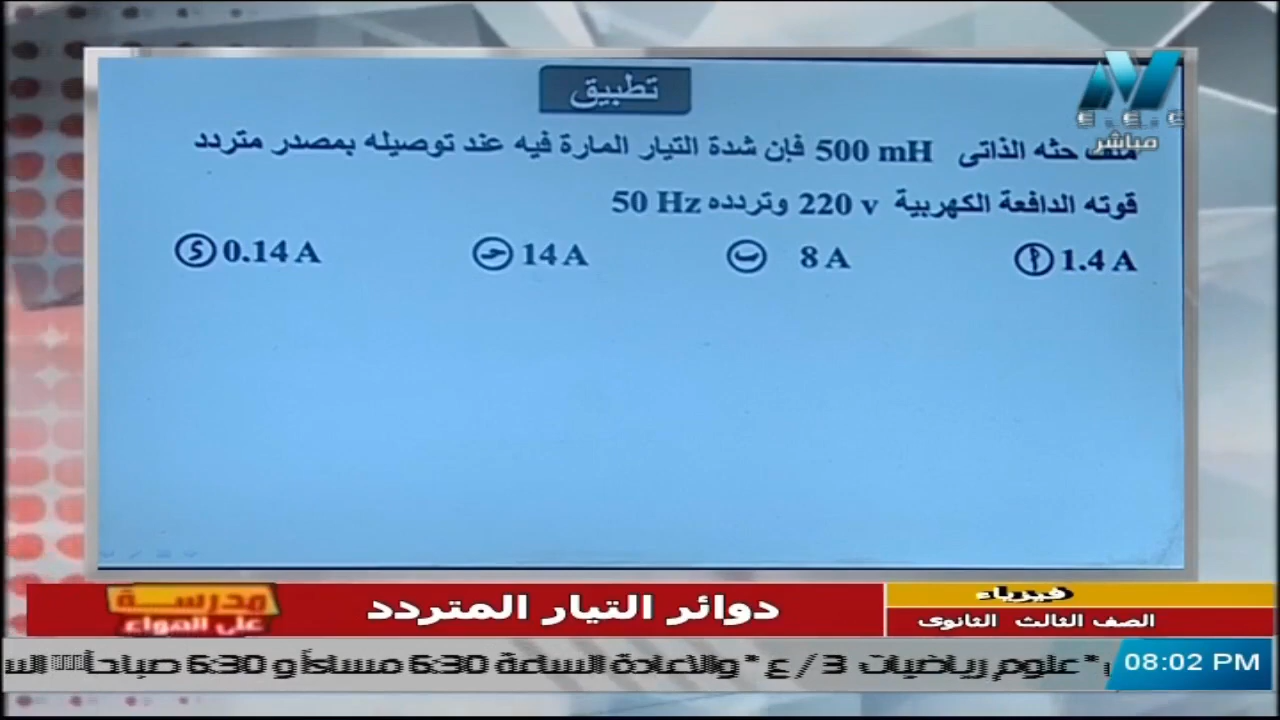 تطبيق
مباشر
ملف حثه الذاتى 500 mH فإن شدة التيار المارة فيه عند توصيله بمصدر متردد
قوته الدافعة الكهربية 220 v وتردده 50 Hz
أ 1.4 A
ب 8 A
حـ 14 A
د 0.14 A
فيزياء
الصف الثالث الثانوى
دوائر التيار المتردد
مدرسة
على الهواء
* علوم رياضيات 3 / ع * والاعادة الساعة 6:30 مساءاً و 6:30 صباحاً
08:02 PM